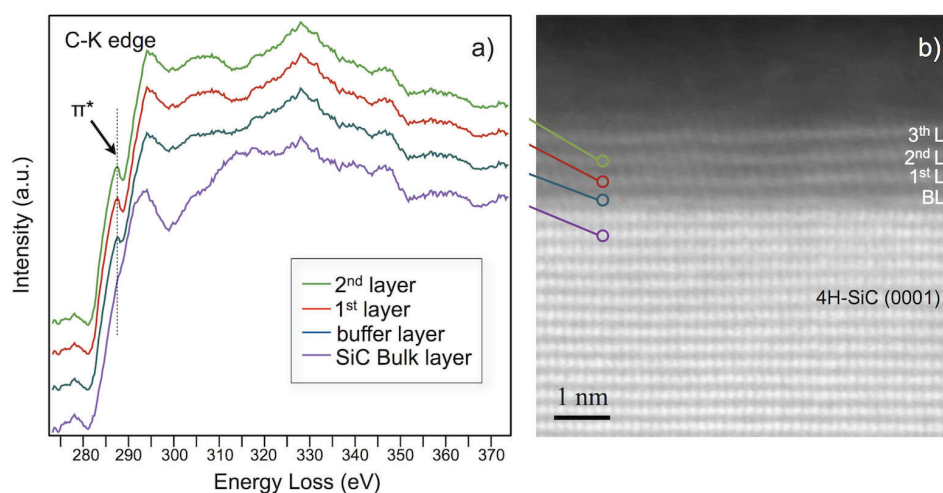 C-K edge
a)
π*
Intensity (a.u.)
2nd layer
1st layer
buffer layer
SiC Bulk layer
280 290 300 310 320 330 340 350 360 370
Energy Loss (eV)
b)
3th L
2nd L
1st L
BL
4H-SiC (0001)
1 nm